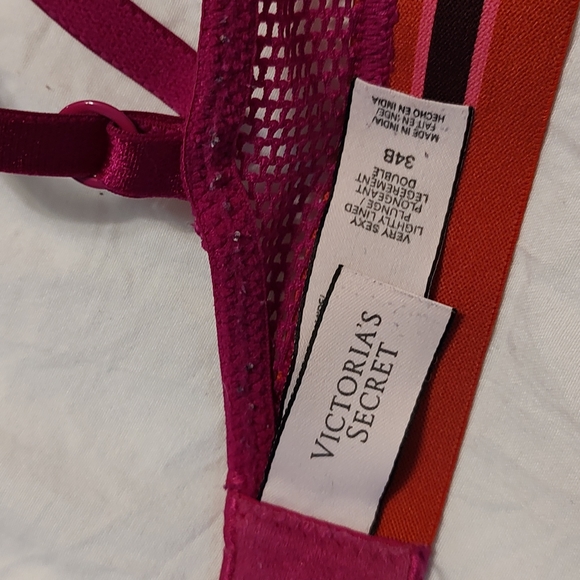 MADE IN INDIA
FAIT EN INDE/
HECHO EN INDIA
34B
VERY SEXY
LIGHTLY LINED
PLUNGE /
PLONGEANT
LÉGÈREMENT
DOUBLÉ
VICTORIA'S
SECRET